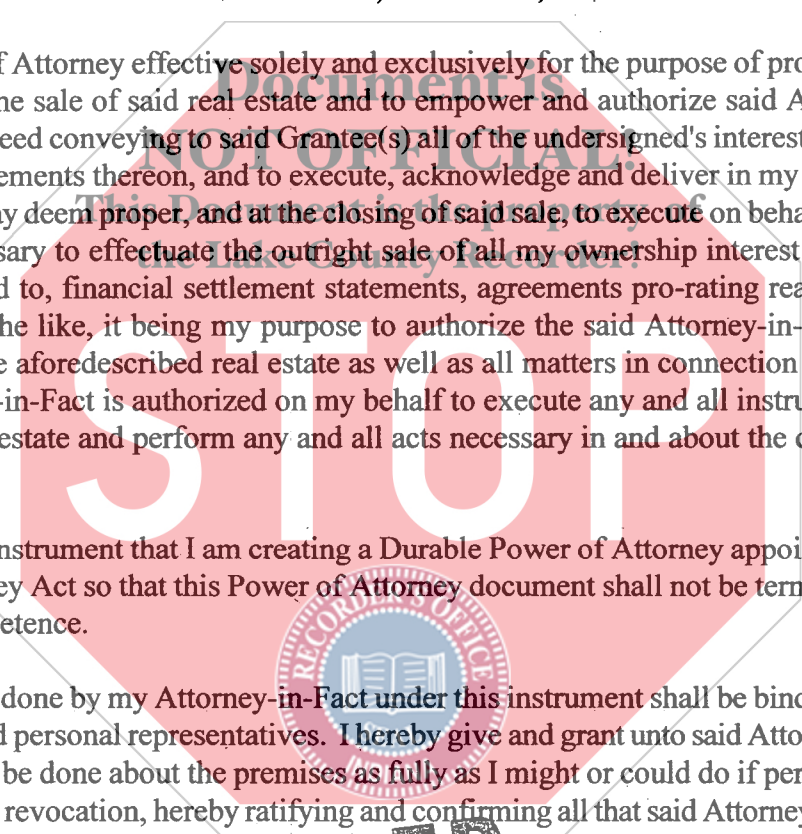 f Attorney effective solely and exclusively for the purpose of pro
Document is
he sale of said real estate and to empower and authorize said A
eed conveying to said Grantee(s) all of the undersigned's interest
NOT OFFICIAL!
ements thereon, and to execute, acknowledge and deliver in my
This Document is the property of
y deem proper, and at the closing of said sale, to execute on beha
the Lake County Recorder!
sary to effectuate the outright sale of all my ownership interest
d to, financial settlement statements, agreements pro-rating rea
he like, it being my purpose to authorize the said Attorney-in-
e aforedescribed real estate as well as all matters in connection
-in-Fact is authorized on my behalf to execute any and all instru
estate and perform any and all acts necessary in and about the c
STOP
nstrument that I am creating a Durable Power of Attorney appoi
ey Act so that this Power of Attorney document shall not be term
etence.
RECORDER'S OFFICE
done by my Attorney-in-Fact under this instrument shall be bind
d personal representatives. I hereby give and grant unto said Atto
be done about the premises as fully as I might or could do if per
revocation, hereby ratifying and confirming all that said Attorney